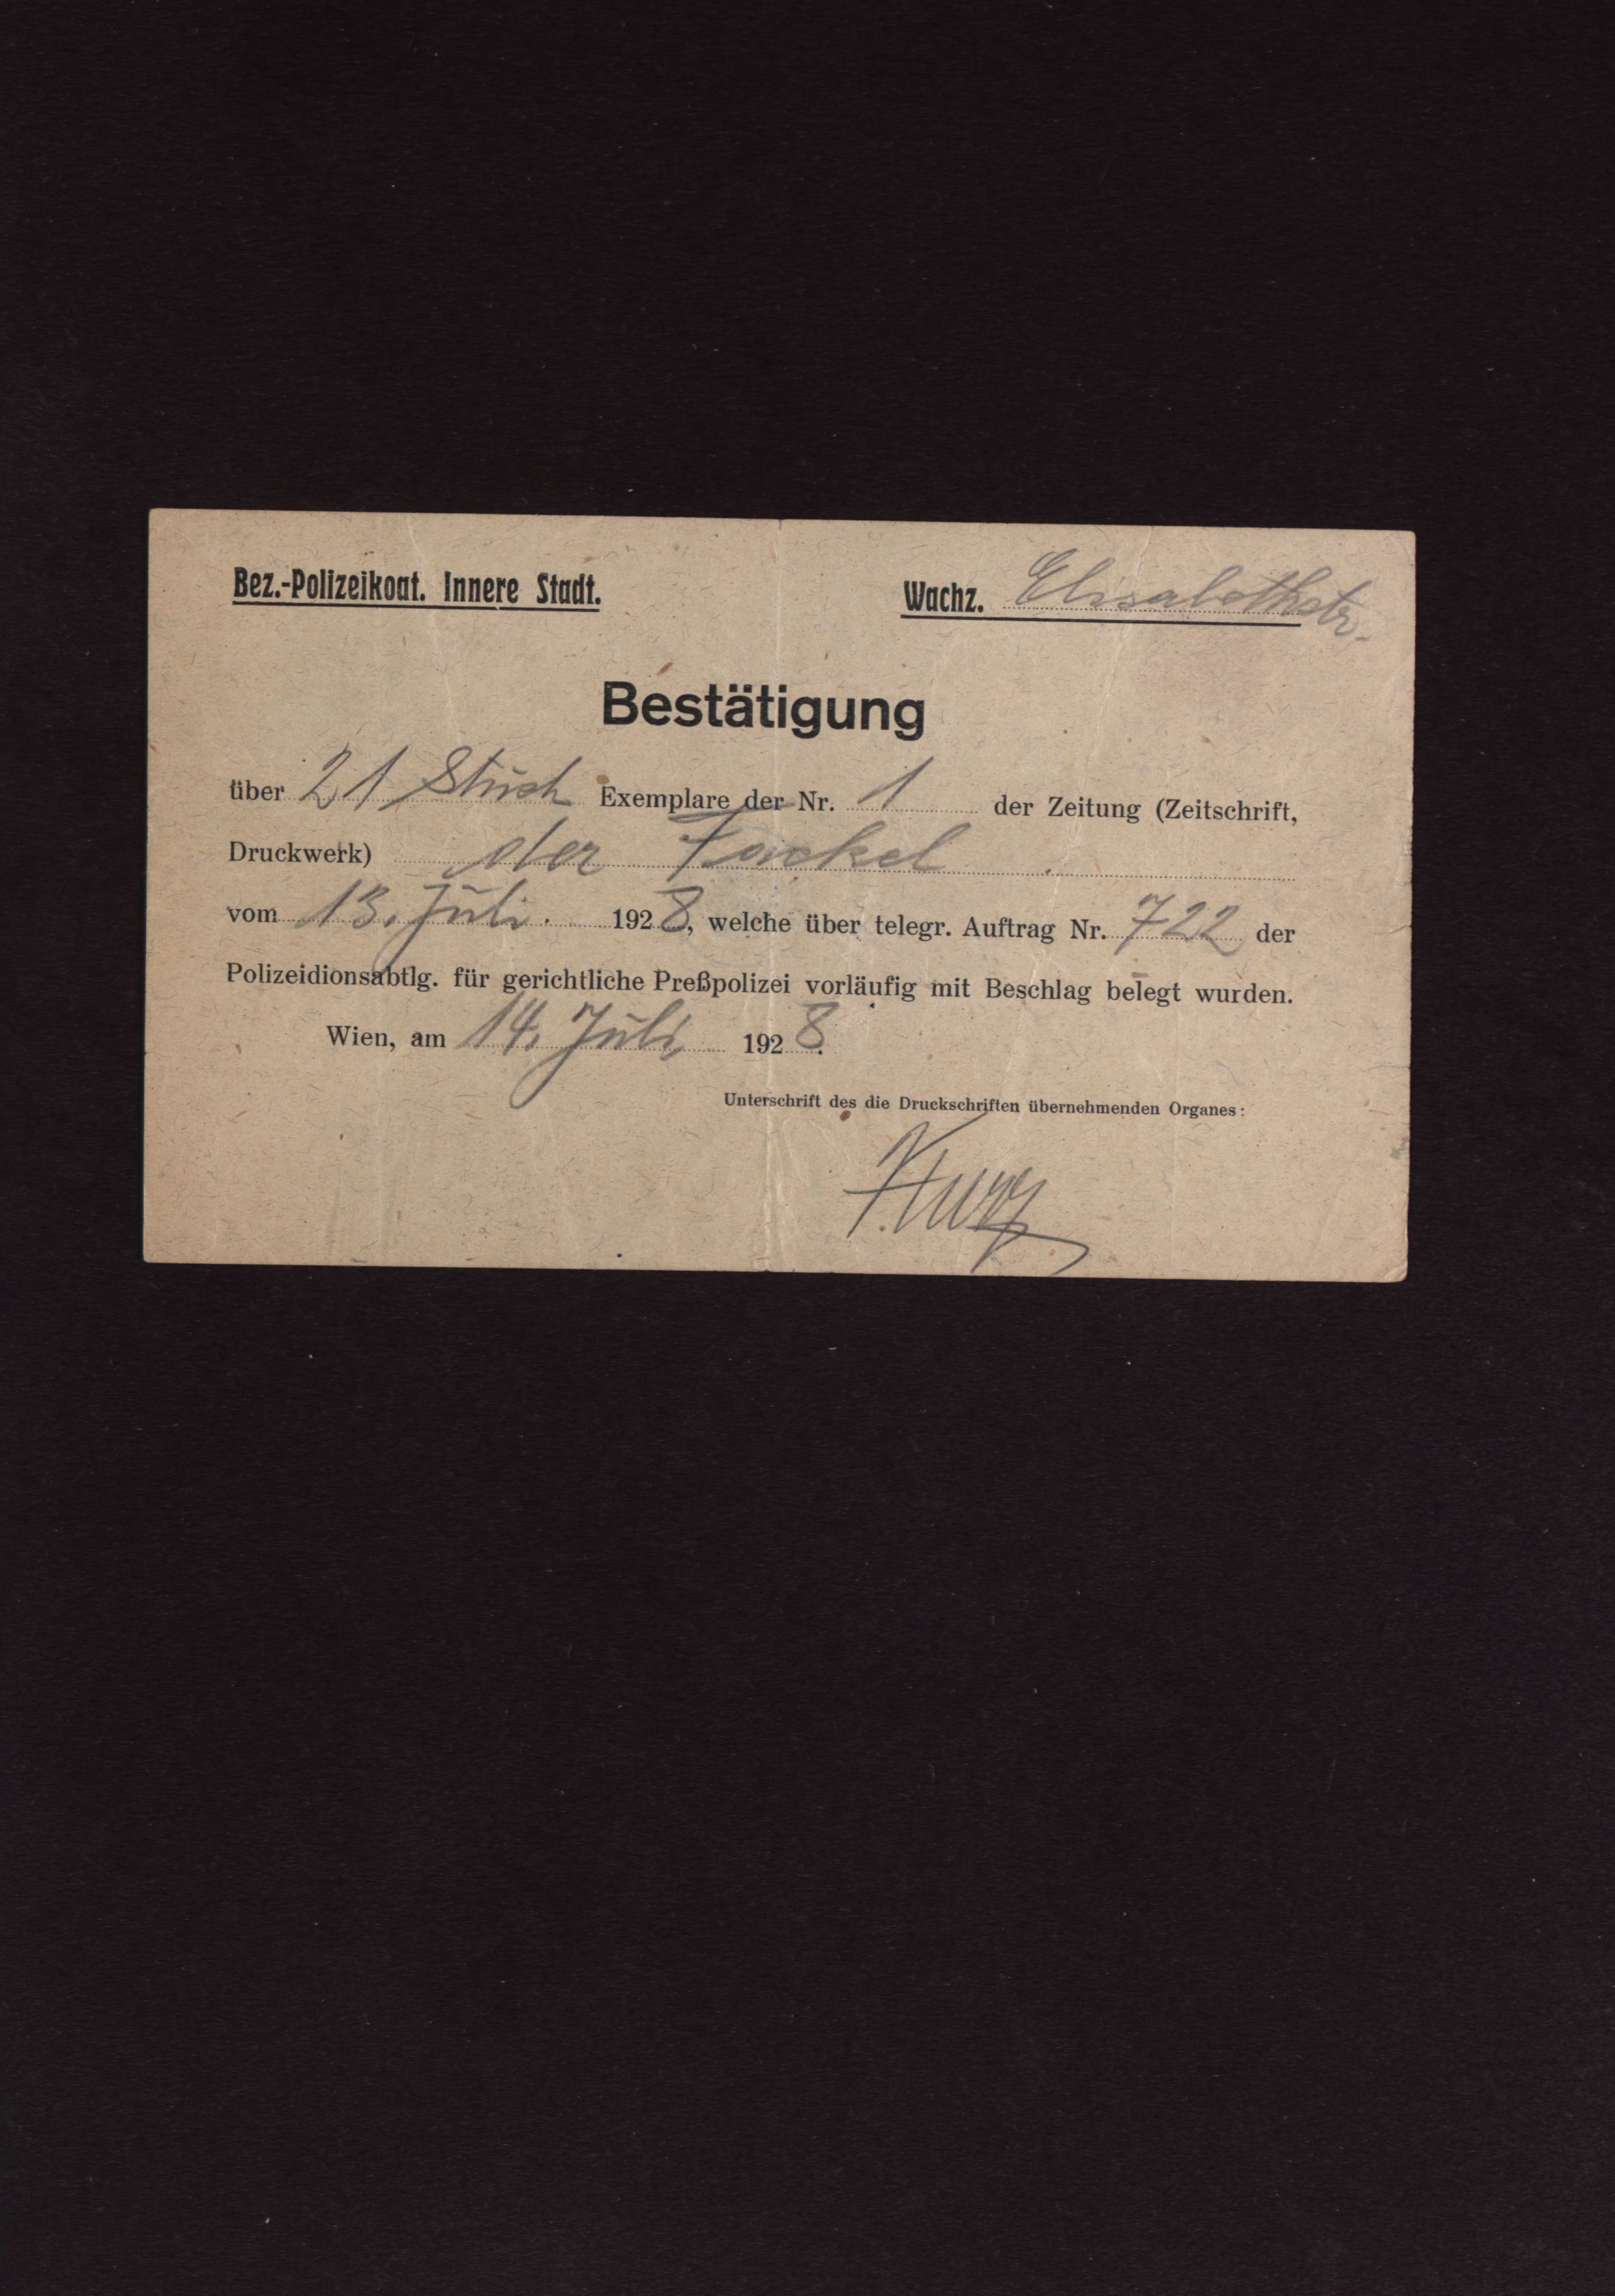 Bez.-Polizeikoat. Innere Stadt.
Wachz. Elisabethstr.
Bestätigung
über 21 Stück Exemplare der Nr. 1 der Zeitung (Zeitschrift,
Druckwerk) der Fackel
vom 13. Juli. 1928, welche über telegr. Auftrag Nr. 722 der
Polizeidionsabtlg. für gerichtliche Preßpolizei vorläufig mit Beschlag belegt wurden.
Wien, am 14. Juli, 1928.
Unterschrift des die Druckschriften übernehmenden Organes: